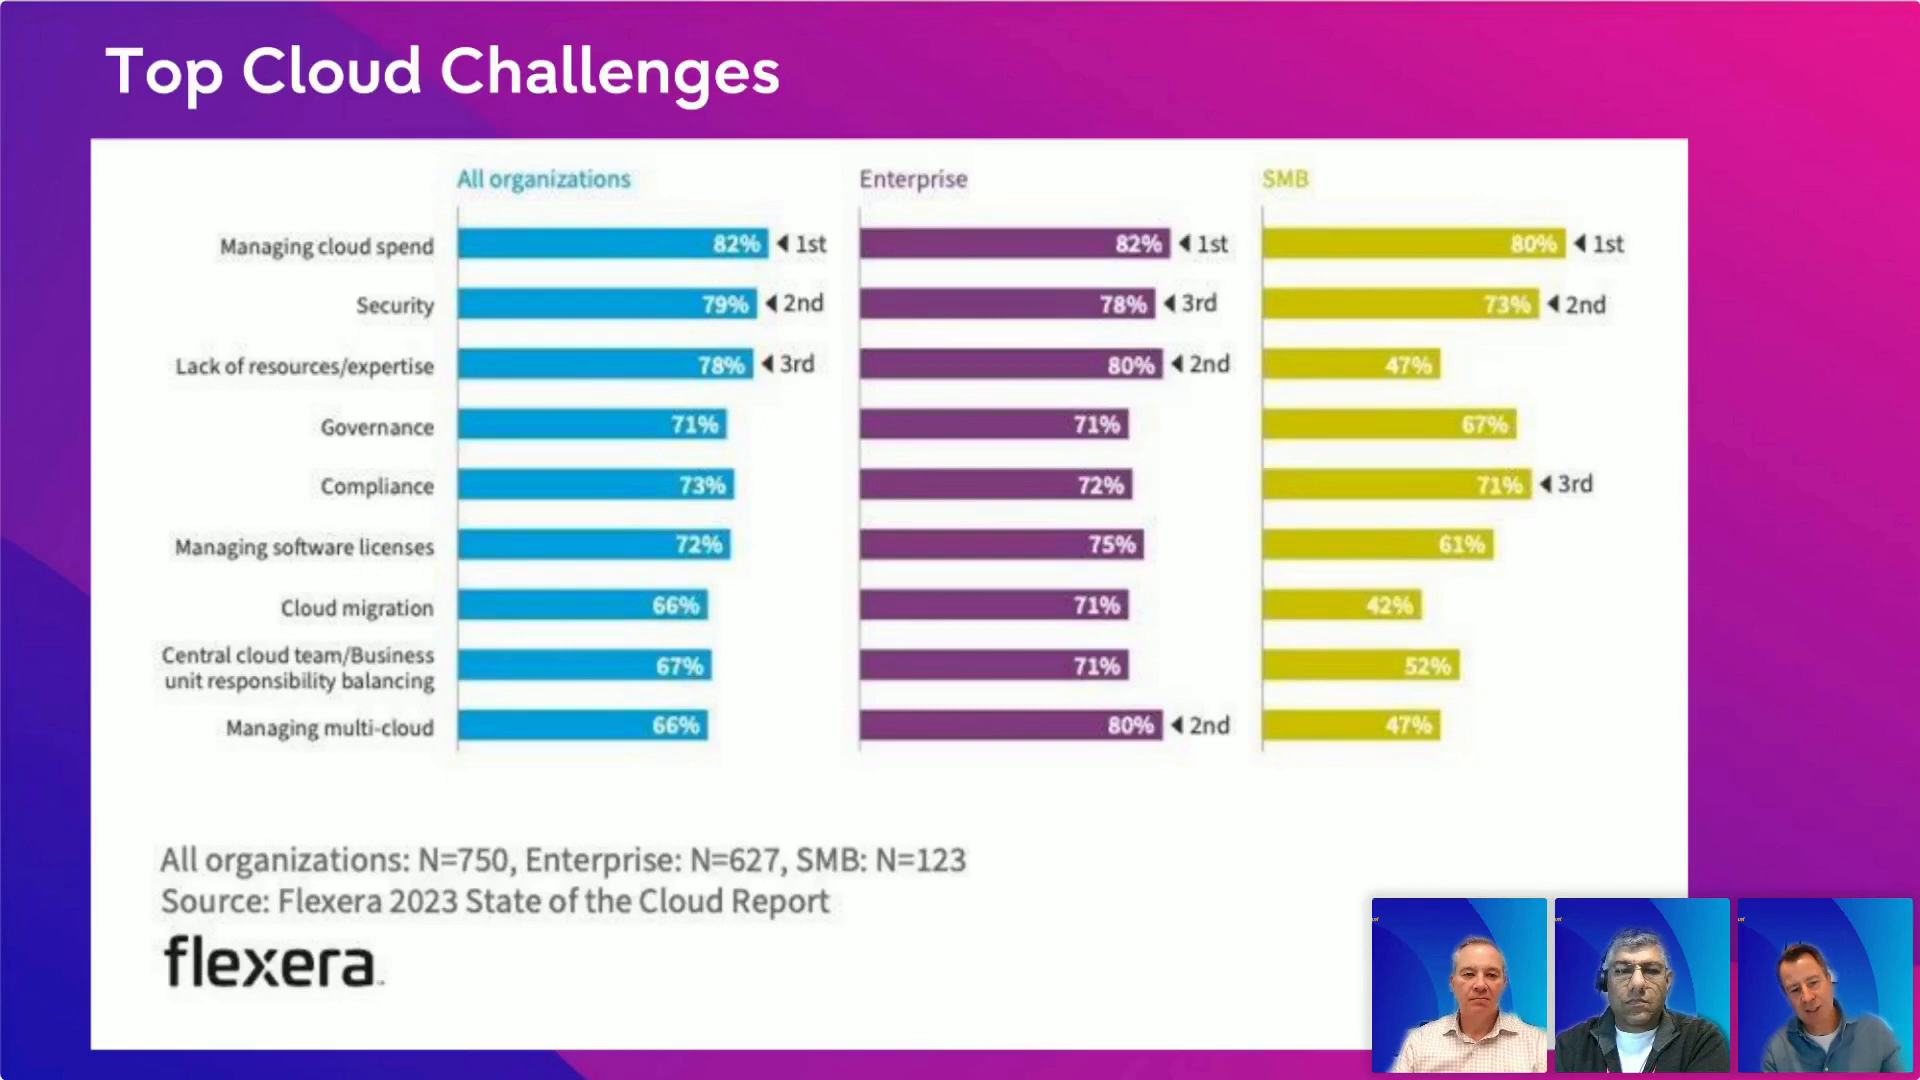 Top Cloud Challenges
All organizations
Enterprise
SMB
Managing cloud spend 82% 1st 82% 1st 80% 1st
Security 79% 2nd 78% 3rd 73% 2nd
Lack of resources/expertise 78% 3rd 80% 2nd 47%
Governance 71% 71% 67%
Compliance 73% 72% 71% 3rd
Managing software licenses 72% 75% 61%
Cloud migration 66% 71% 42%
Central cloud team/Business
unit responsibility balancing 67% 71% 52%
Managing multi-cloud 66% 80% 2nd 47%
All organizations: N=750, Enterprise: N=627, SMB: N=123
Source: Flexera 2023 State of the Cloud Report
flexera